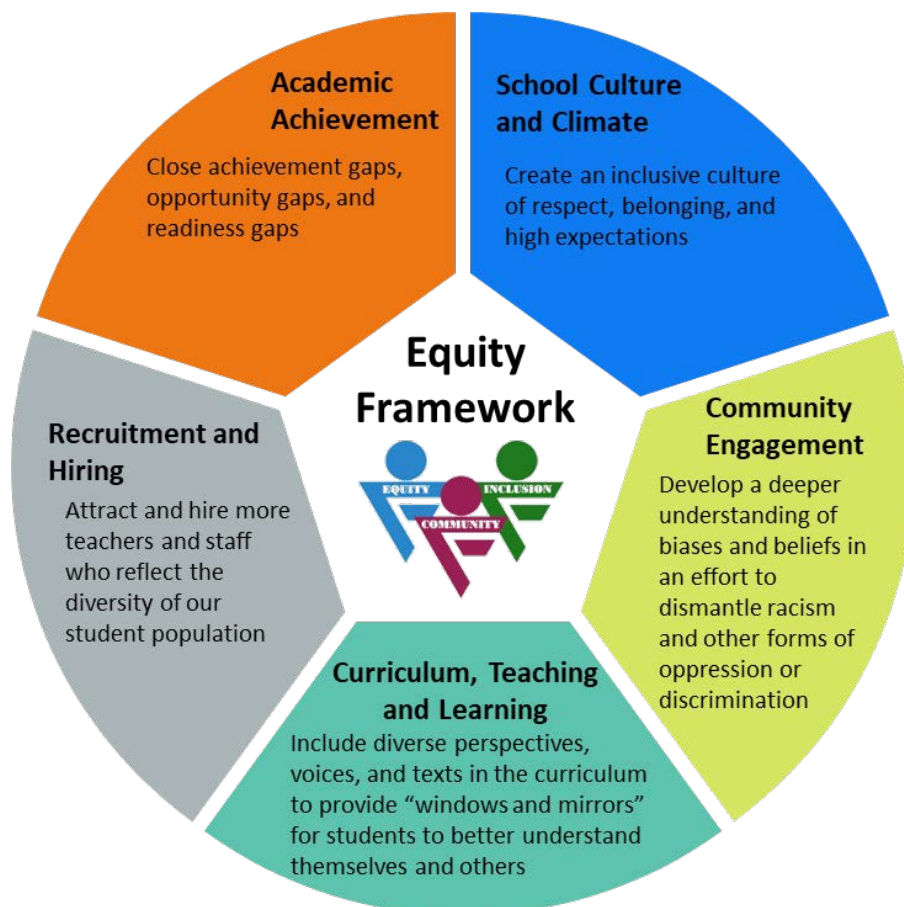 Academic
Achievement
Close achievement gaps,
opportunity gaps, and
readiness gaps
School Culture
and Climate
Create an inclusive culture
of respect, belonging, and
high expectations
Equity
Framework
EQUITY
INCLUSION
COMMUNITY
Community
Engagement
Develop a deeper
understanding of
biases and beliefs in
an effort to
dismantle racism
and other forms of
oppression or
discrimination
Recruitment and
Hiring
Attract and hire more
teachers and staff
who reflect the
diversity of our
student population
Curriculum, Teaching
and Learning
Include diverse perspectives,
voices, and texts in the curriculum
to provide “windows and mirrors”
for students to better understand
themselves and others